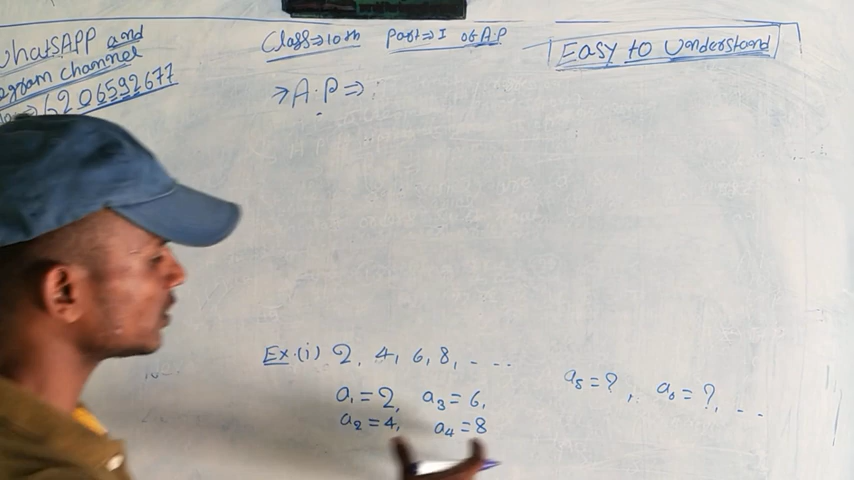 WhatsAPP and
egram channel
6206592677
Class⇒10th Part⇒I of A.P
Easy to Understand
→A.P⇒
Ex.(i) 2, 4, 6, 8, - - - -
a₁=2, a₃=6,
a₂=4, a₄=8
a₅=?, a₆=?, - - -